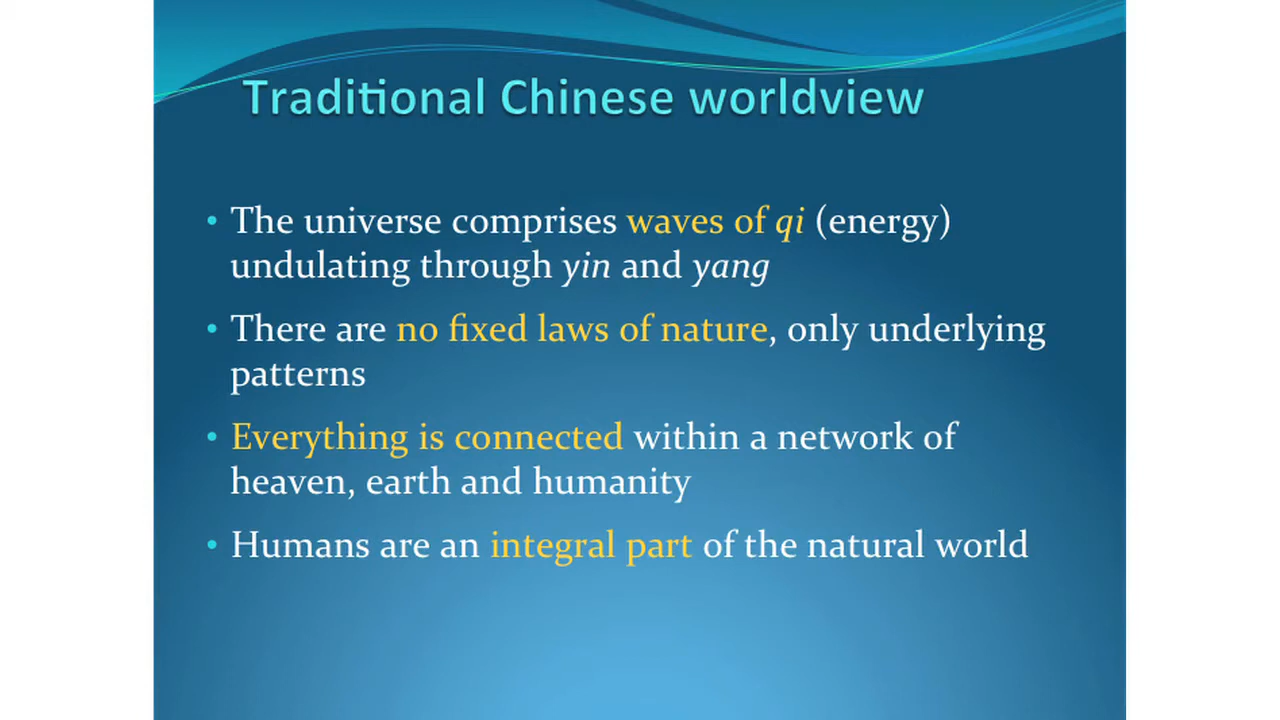 Traditional Chinese worldview
• The universe comprises waves of qi (energy)
undulating through yin and yang
• There are no fixed laws of nature, only underlying
patterns
• Everything is connected within a network of
heaven, earth and humanity
• Humans are an integral part of the natural world